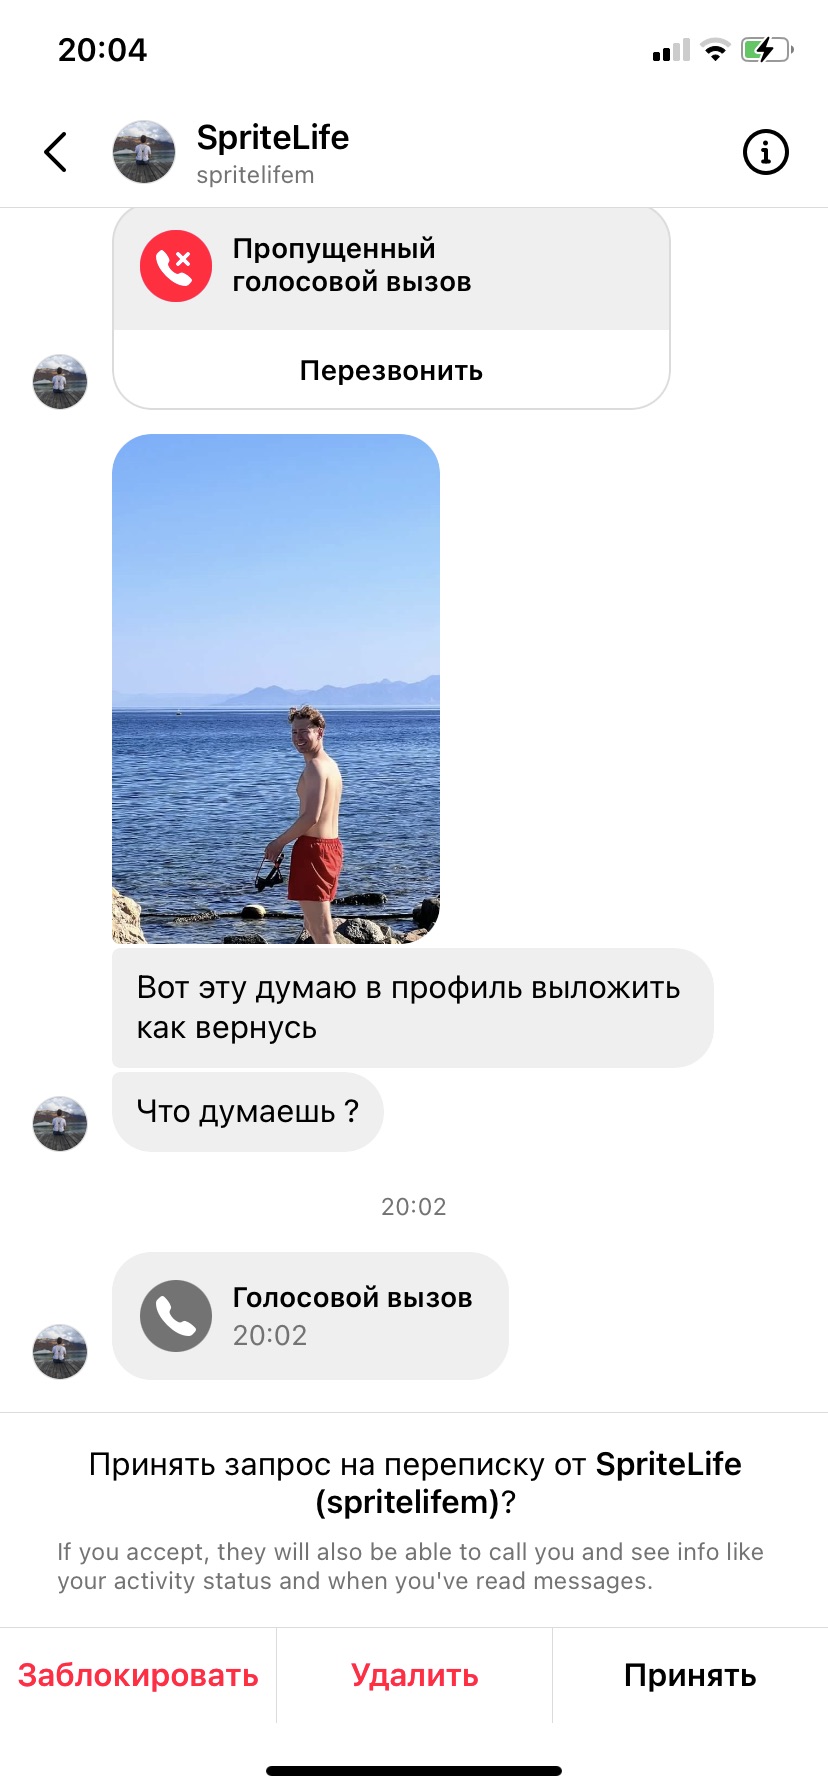 20:04
SpriteLife
spritelifem
Пропущенный
голосовой вызов
Перезвонить
Вот эту думаю в профиль выложить
как вернусь
Что думаешь ?
20:02
Голосовой вызов
20:02
Принять запрос на переписку от SpriteLife
(spritelifem)?
If you accept, they will also be able to call you and see info like
your activity status and when you've read messages.
Заблокировать
Удалить
Принять